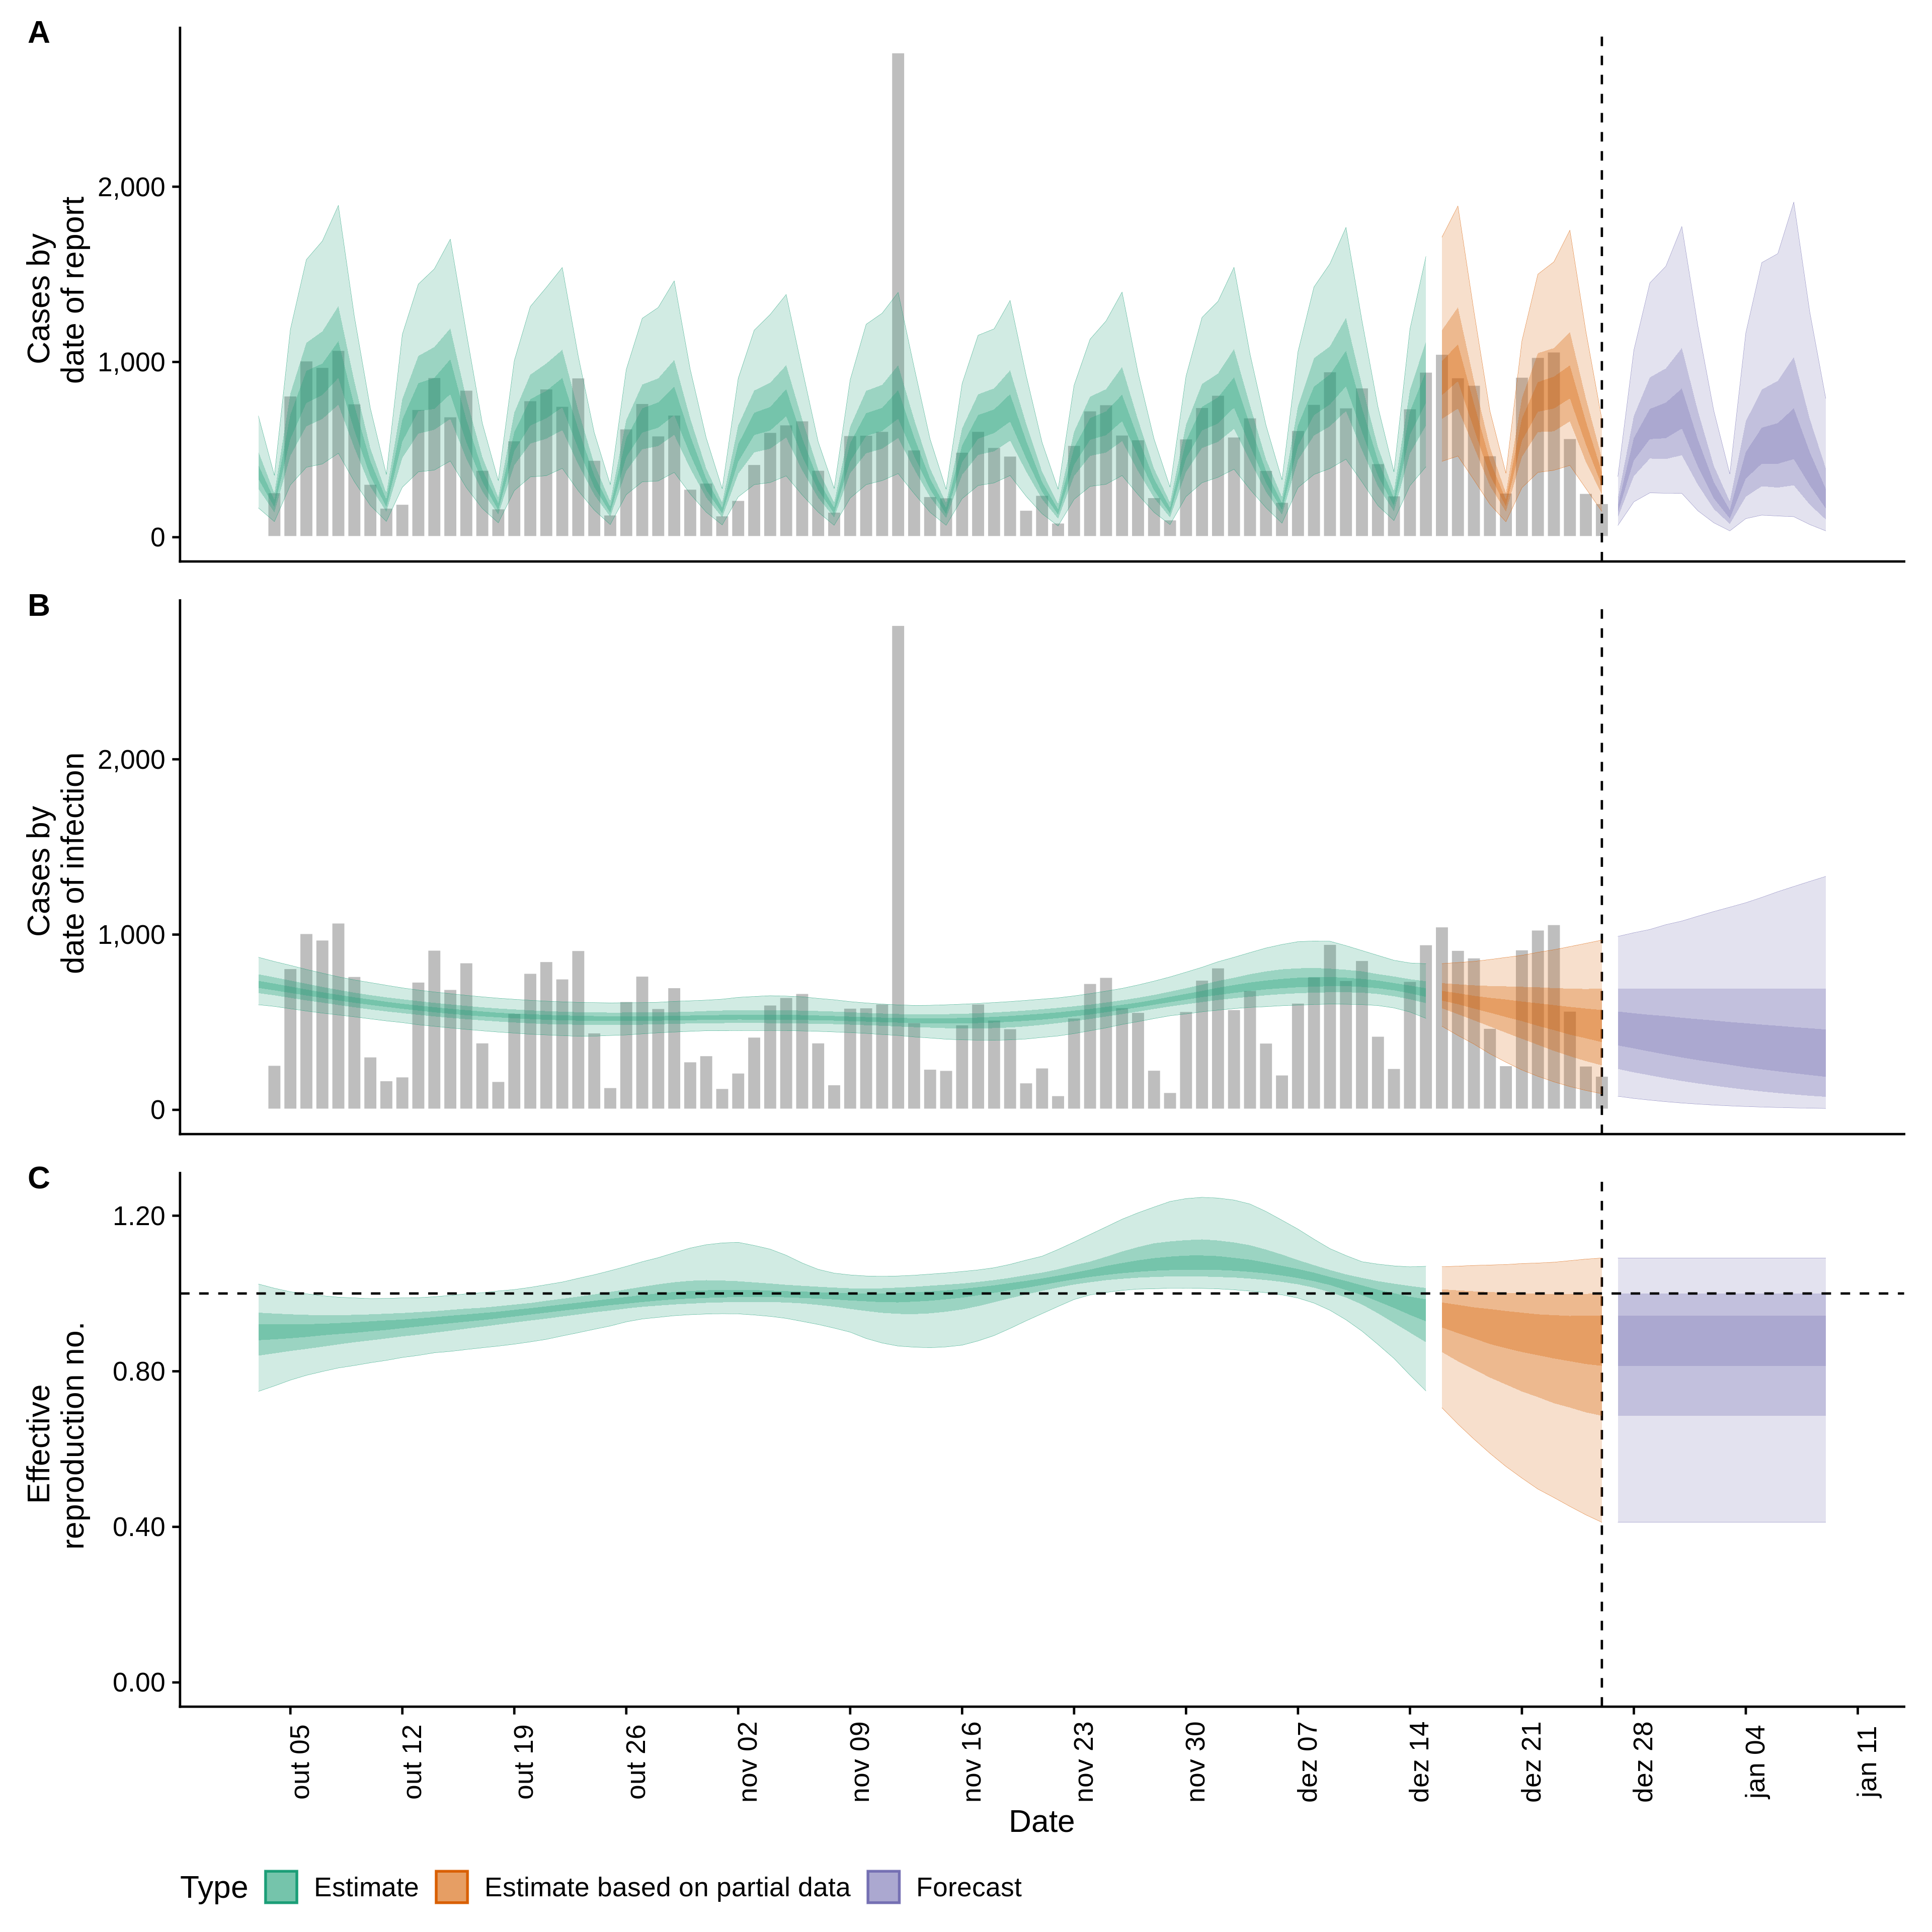 A
Cases by
date of report
2,000
1,000
0
B
Cases by
date of infection
2,000
1,000
0
C
Effective
reproduction no.
1.20
0.80
0.40
0.00
out 05
out 12
out 19
out 26
nov 02
nov 09
nov 16
nov 23
nov 30
dez 07
dez 14
dez 21
dez 28
jan 04
jan 11
Date
Type Estimate Estimate based on partial data Forecast